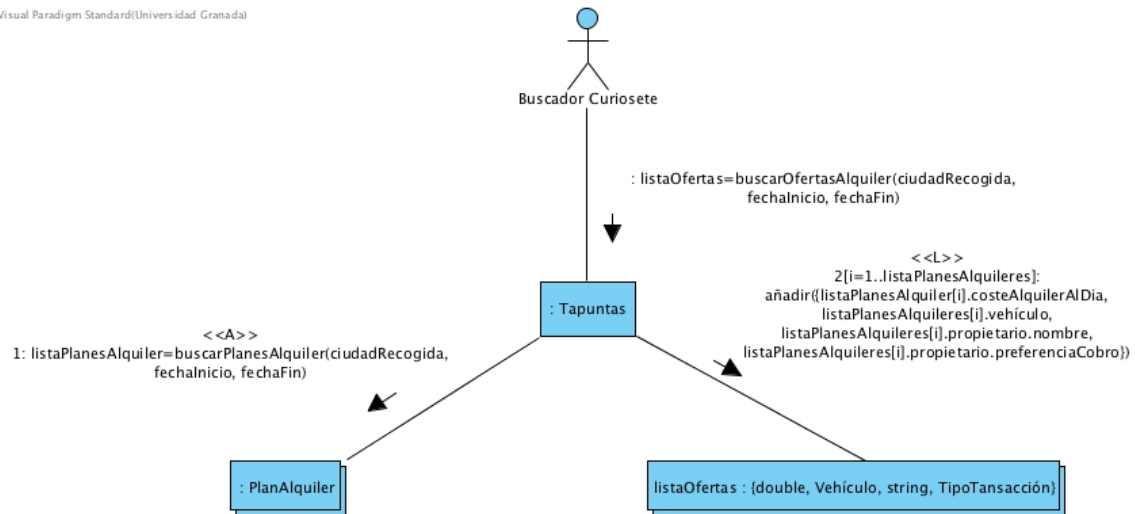 Visual Paradigm Standard(Universidad Granada)
Buscador Curiosete
: listaOfertas=buscarOfertasAlquiler(ciudadRecogida,
fechaInicio, fechaFin)
<<L>>
2[i=1..listaPlanesAlquileres]:
añadir({listaPlanesAlquiler[i].costeAlquilerAlDia,
listaPlanesAlquileres[i].vehículo,
listaPlanesAlquileres[i].propietario.nombre,
listaPlanesAlquileres[i].propietario.preferenciaCobro})
: Tapuntas
<<A>>
1: listaPlanesAlquiler=buscarPlanesAlquiler(ciudadRecogida,
fechaInicio, fechaFin)
: PlanAlquiler
listaOfertas : {double, Vehículo, string, TipoTansacción}